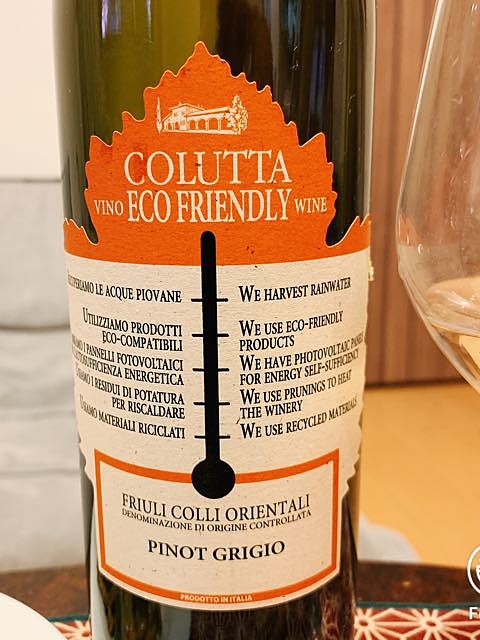 COLUTTA
VINO ECO FRIENDLY WINE
LE ACQUE PIOVANE
WE HARVEST RAINWATER
UTILIZZIAMO PRODOTTI
ECO-COMPATIBILI
WE USE ECO-FRIENDLY
PRODUCTS
I PANNELLI FOTOVOLTAICI
ENERGETICA
WE HAVE PHOTOVOLTAIC
FOR ENERGY SELF-SUFFICIENCY
I RESIDUI DI POTATURA
PER RISCALDARE
WE USE PRUNINGS TO HEAT
THE WINERY
USIAMO MATERIALI RICICLATI
WE USE RECYCLED MATERIALS
FRIULI COLLI ORIENTALI
DENOMINAZIONE DI ORIGINE CONTROLLATA
PINOT GRIGIO
PRODOTTO IN ITALIA